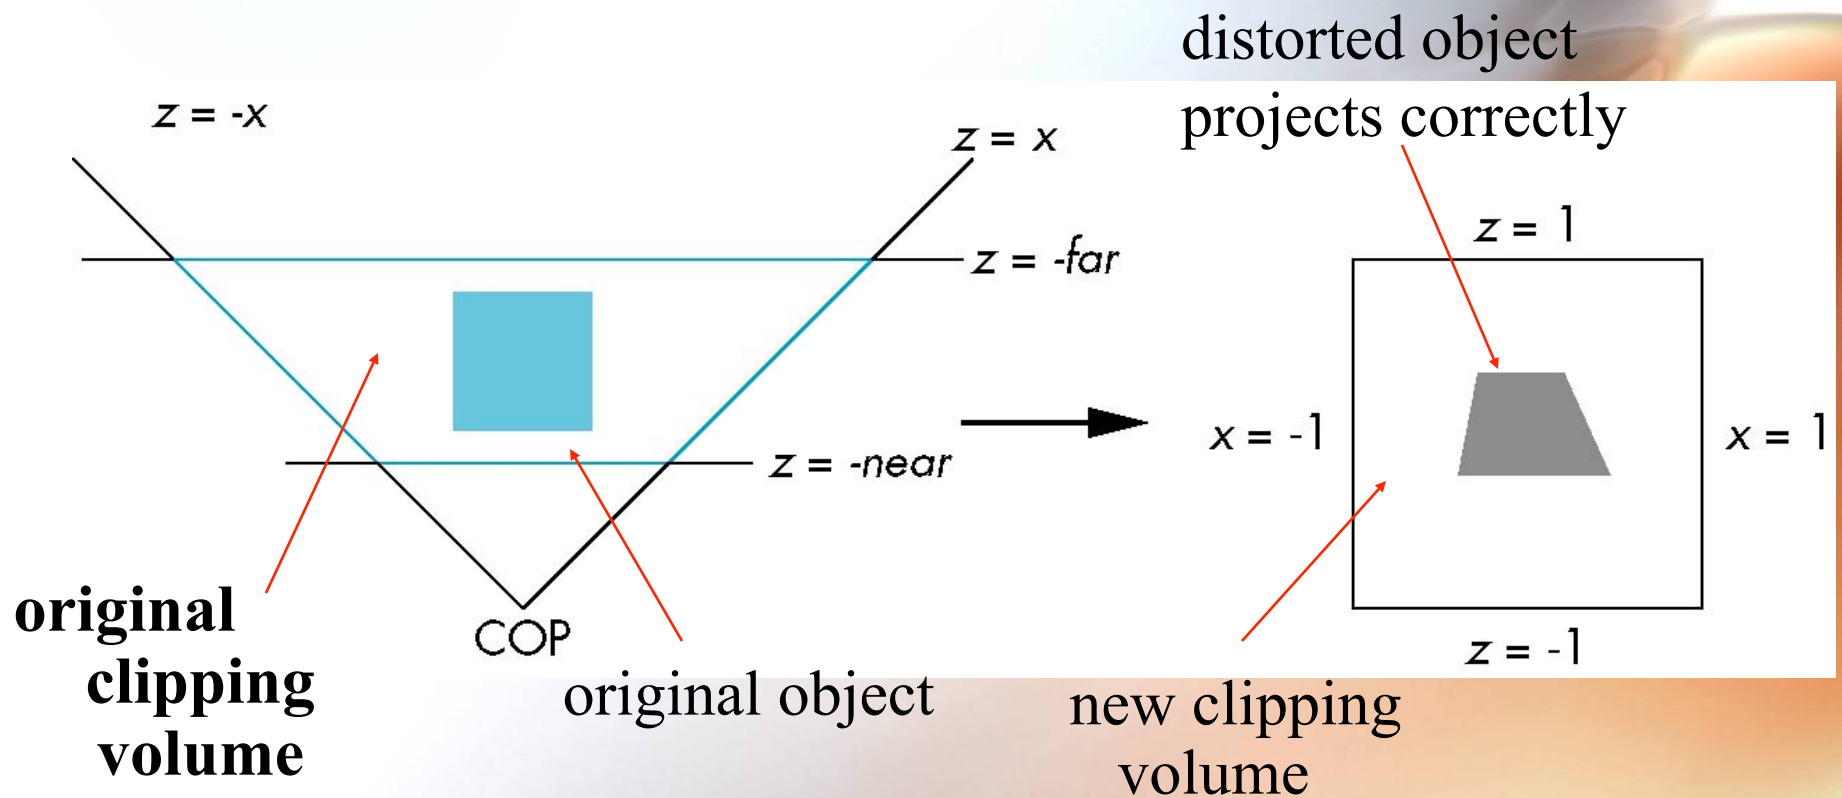 distorted object
projects correctly
z = -x
z = x
z = -far
z = 1
x = -1
x = 1
z = -near
original
clipping
volume
COP
z = -1
original object
new clipping
volume